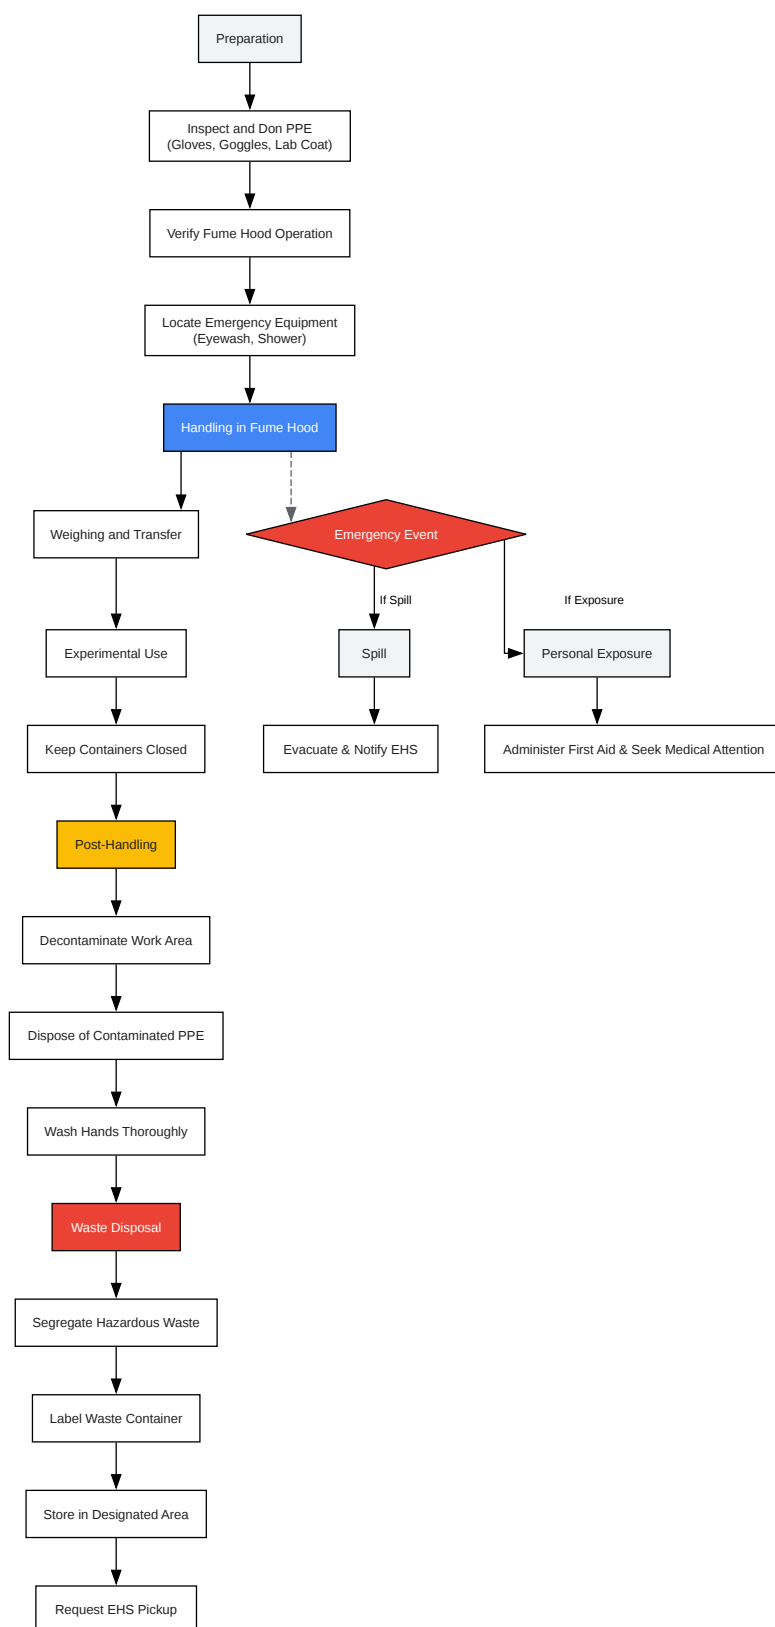 Preparation
Inspect and Don PPE
(Gloves, Goggles, Lab Coat)
Verify Fume Hood Operation
Locate Emergency Equipment
(Eyewash, Shower)
Handling in Fume Hood
Weighing and Transfer
Emergency Event
If Spill
If Exposure
Experimental Use
Spill
Personal Exposure
Keep Containers Closed
Evacuate & Notify EHS
Administer First Aid & Seek Medical Attention
Post-Handling
Decontaminate Work Area
Dispose of Contaminated PPE
Wash Hands Thoroughly
Waste Disposal
Segregate Hazardous Waste
Label Waste Container
Store in Designated Area
Request EHS Pickup